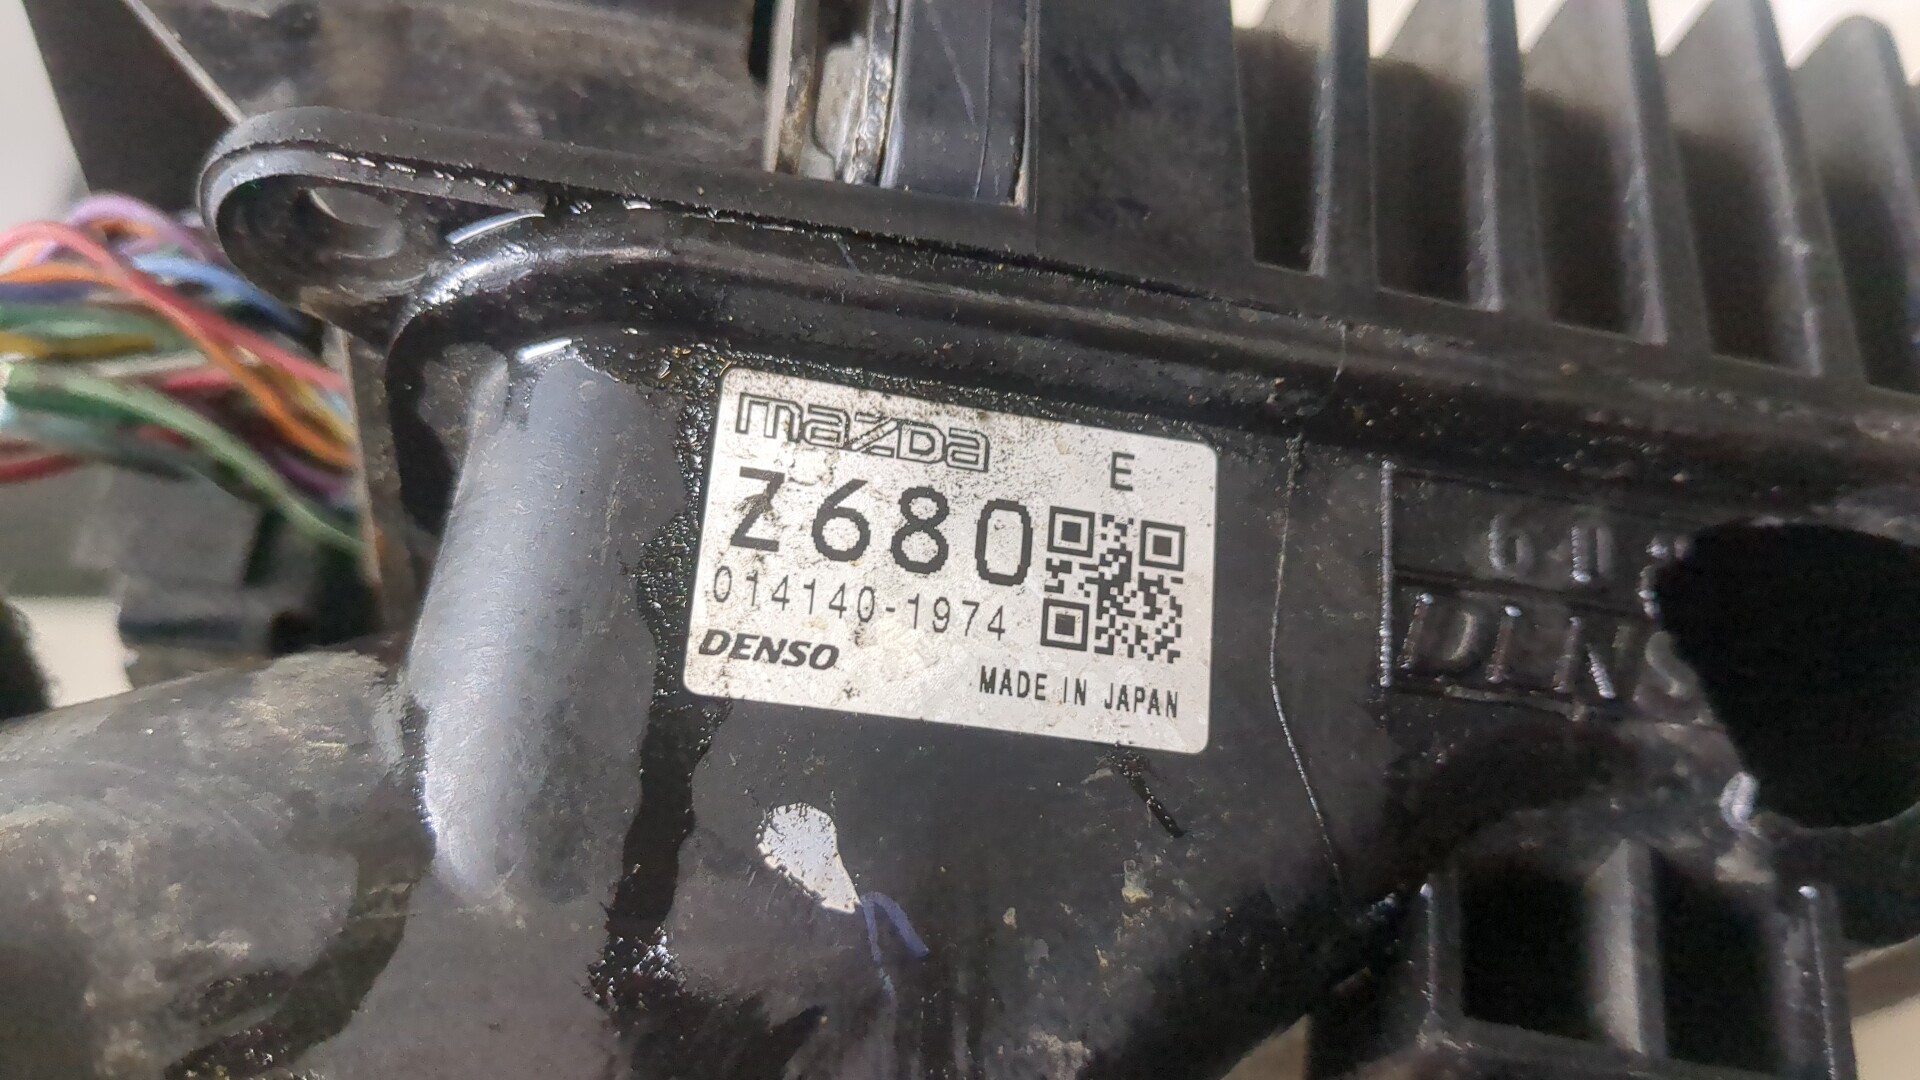 mazda
E
Z680
014140-1974
DENSO
MADE IN JAPAN